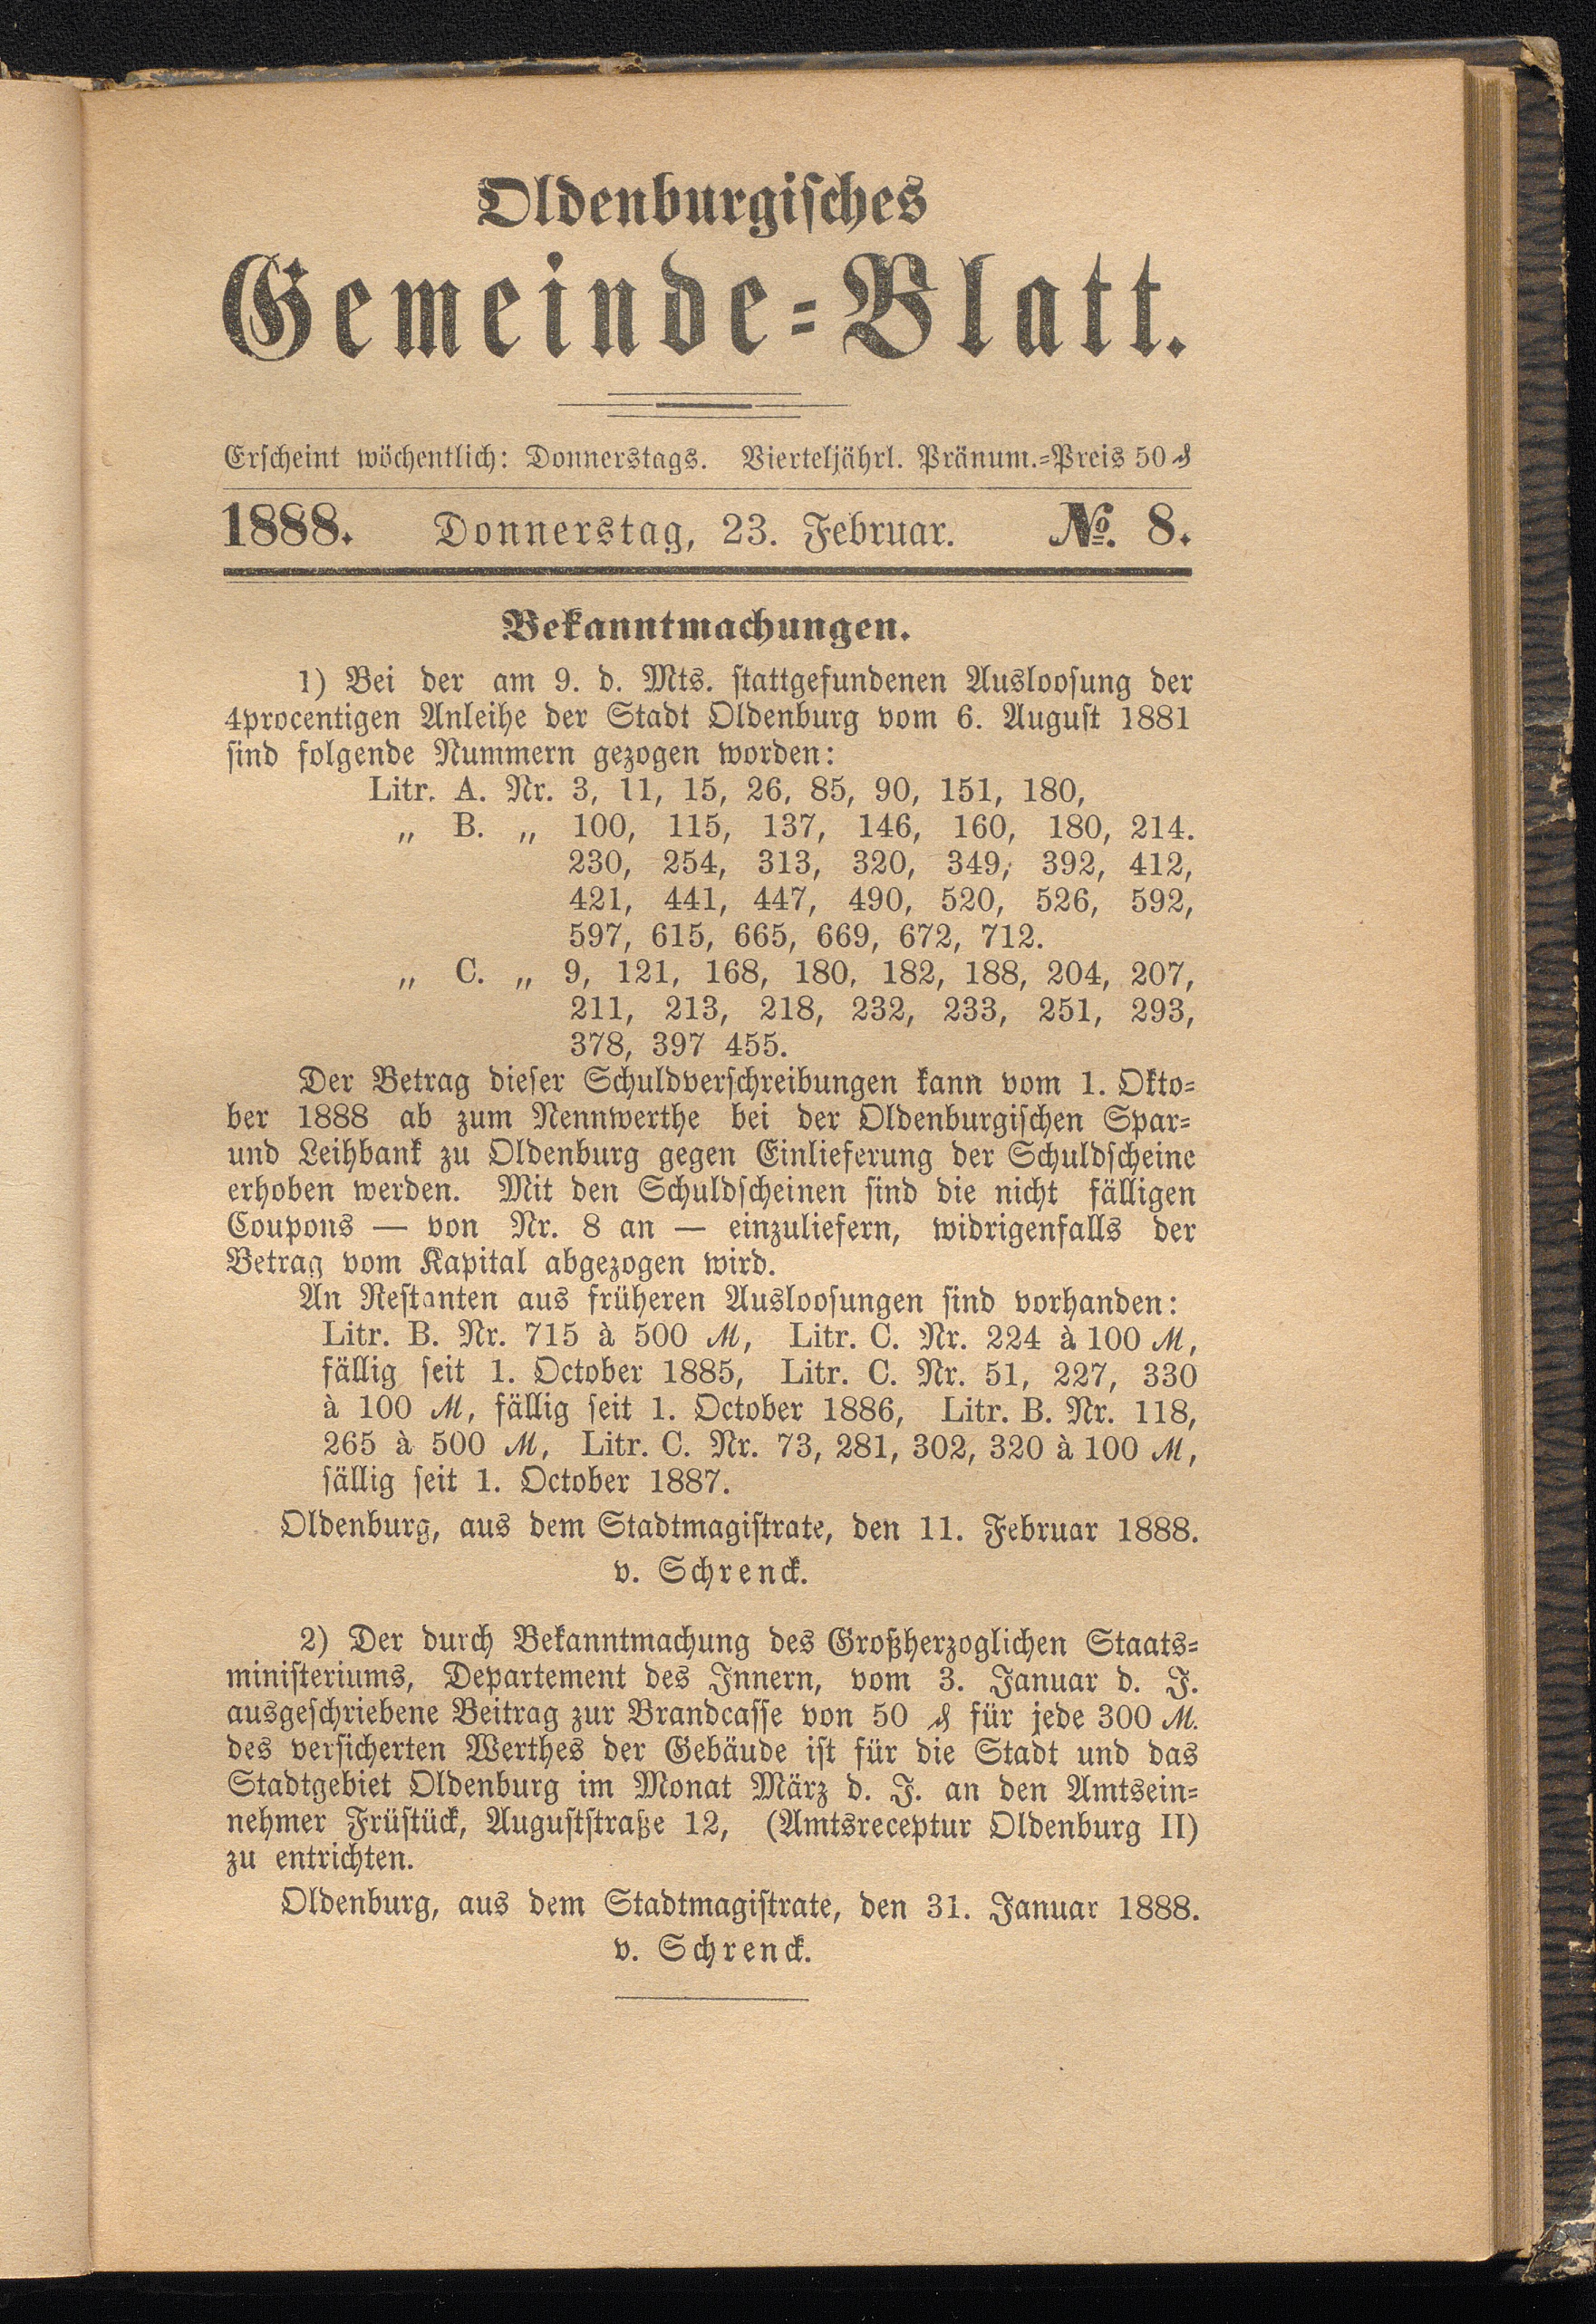 Oldenburgisches
Gemeinde-Blatt.
Erscheint wöchentlich: Donnerstags. Vierteljährl. Pränum.-Preis 50 ₰
1888. Donnerstag, 23. Februar. №. 8.
Bekanntmachungen.
1) Bei der am 9. d. Mts. stattgefundenen Ausloosung der
4procentigen Anleihe der Stadt Oldenburg vom 6. August 1881
sind folgende Nummern gezogen worden:
Litr. A. Nr. 3, 11, 15, 26, 85, 90, 151, 180,
„ B. „ 100, 115, 137, 146, 160, 180, 214.
230, 254, 313, 320, 349, 392, 412,
421, 441, 447, 490, 520, 526, 592,
597, 615, 665, 669, 672, 712.
„ C. „ 9, 121, 168, 180, 182, 188, 204, 207,
211, 213, 218, 232, 233, 251, 293,
378, 397 455.
Der Betrag dieser Schuldverschreibungen kann vom 1. Okto-
ber 1888 ab zum Nennwerthe bei der Oldenburgischen Spar-
und Leihbank zu Oldenburg gegen Einlieferung der Schuldscheine
erhoben werden. Mit den Schuldscheinen sind die nicht fälligen
Coupons — von Nr. 8 an — einzuliefern, widrigenfalls der
Betrag vom Kapital abgezogen wird.
An Restanten aus früheren Ausloosungen sind vorhanden:
Litr. B. Nr. 715 à 500 ℳ, Litr. C. Nr. 224 à 100 ℳ,
fällig seit 1. October 1885, Litr. C. Nr. 51, 227, 330
à 100 ℳ, fällig seit 1. October 1886, Litr. B. Nr. 118,
265 à 500 ℳ, Litr. C. Nr. 73, 281, 302, 320 à 100 ℳ,
sällig seit 1. October 1887.
Oldenburg, aus dem Stadtmagistrate, den 11. Februar 1888.
v. Schrenck.
2) Der durch Bekanntmachung des Großherzoglichen Staats-
ministeriums, Departement des Innern, vom 3. Januar d. J.
ausgeschriebene Beitrag zur Brandcasse von 50 ₰ für jede 300 ℳ.
des versicherten Werthes der Gebäude ist für die Stadt und das
Stadtgebiet Oldenburg im Monat März d. J. an den Amtsein-
nehmer Früstück, Auguststraße 12, (Amtsreceptur Oldenburg II)
zu entrichten.
Oldenburg, aus dem Stadtmagistrate, den 31. Januar 1888.
v. Schrenck.